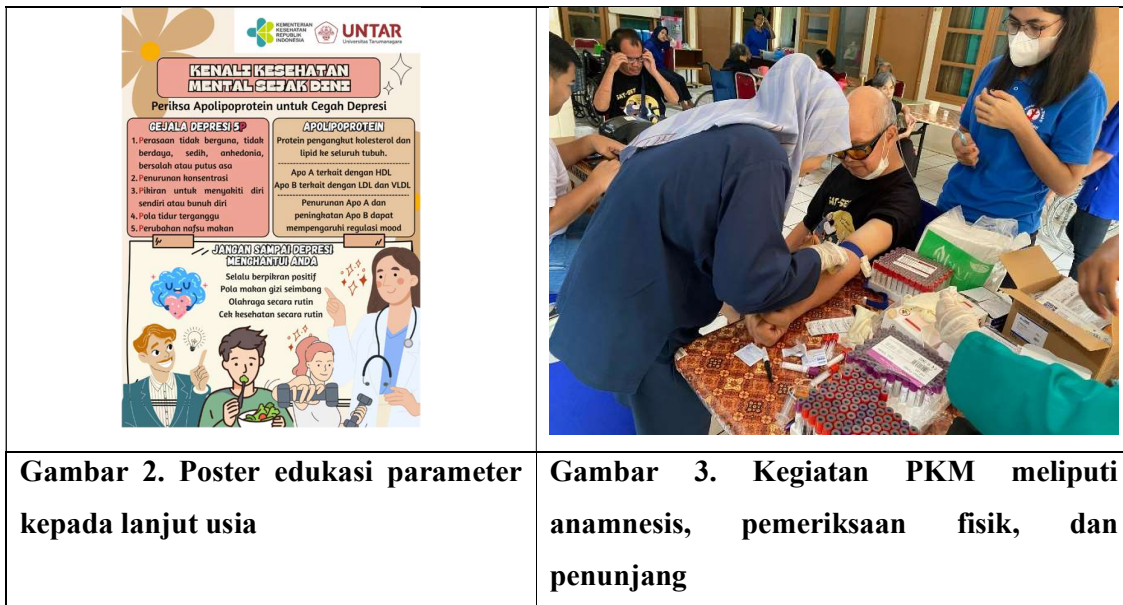 KEMENTERIAN
KESEHATAN
REPUBLIK
INDONESIA
UNTAR
Universitas Tarumanagara
KENALI KESEHATAN
MENTAL SEJAK DINI
Periksa Apolipoprotein untuk Cegah Depresi
GEJALA DEPRESI 5P
1. Perasaan tidak berguna, tidak
berdaya, sedih, anhedonia,
bersalah atau putus asa
2. Penurunan konsentrasi
3. Pikiran untuk menyakiti diri
sendiri atau bunuh diri
4. Pola tidur terganggu
5. Perubahan nafsu makan
APOLIPOPROTEIN
Protein pengangkut kolesterol dan
lipid ke seluruh tubuh.
Apo A terkait dengan HDL
Apo B terkait dengan LDL dan VLDL
Penurunan Apo A dan
peningkatan Apo B dapat
mempengaruhi regulasi mood
JANGAN SAMPAI DEPRESI
MENGHANTUI ANDA
Selalu berpikran positif
Pola makan gizi seimbang
Olahraga secara rutin
Cek kesehatan secara rutin
Gambar 2. Poster edukasi parameter
kepada lanjut usia
Gambar 3. Kegiatan PKM meliputi
anamnesis, pemeriksaan fisik, dan
penunjang